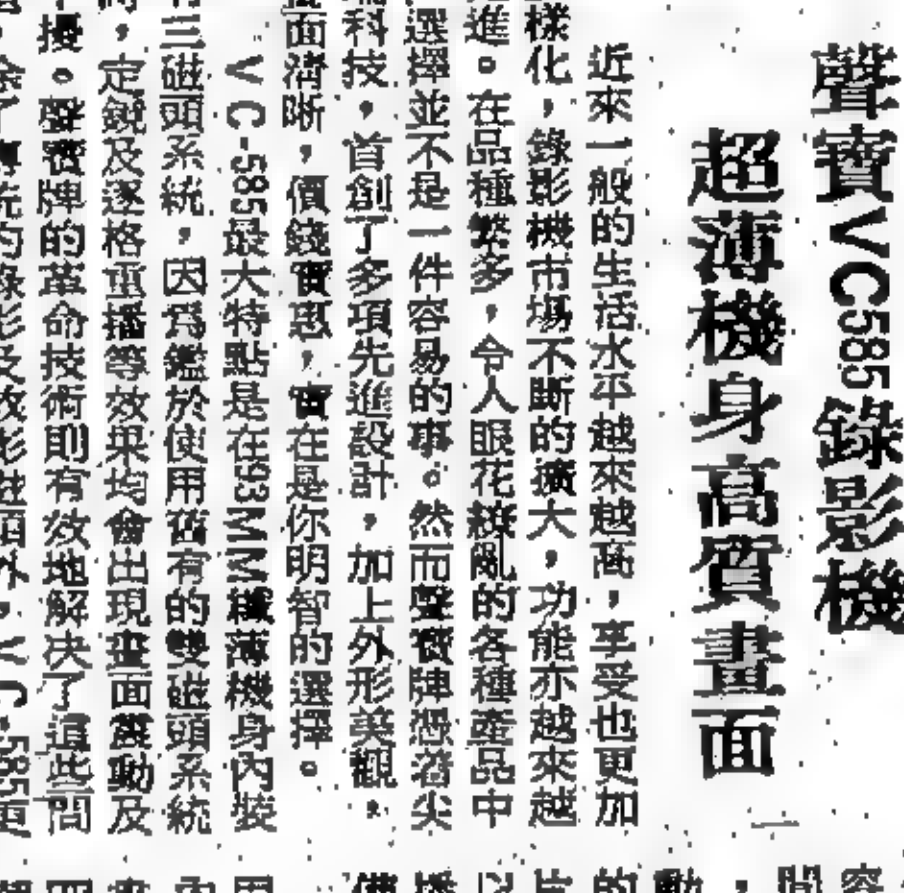 聲寶VC585錄影機
超薄機身高質畫面
近來一般的生活水平越來越高，享受也更加
樣化，錄影機市場不斷的擴大，功能亦越來越
進。在品種繁多，令人眼花繚亂的各種產品中
選擇並不是一件容易的事。然而聲寶牌憑着尖
科技，首創了多項先進設計，加上外形美觀，
面清晰，價錢實惠，實在是你明智的選擇。
VC-585最大特點是在93MM纖薄機身內裝
三磁頭系統，因爲鑑於使用舊有的雙磁頭系統
，定鏡及逐格重播等效果均會出現畫面震動及
擾。聲寶牌的革命技術則有效地解決了這些問
VC-585更